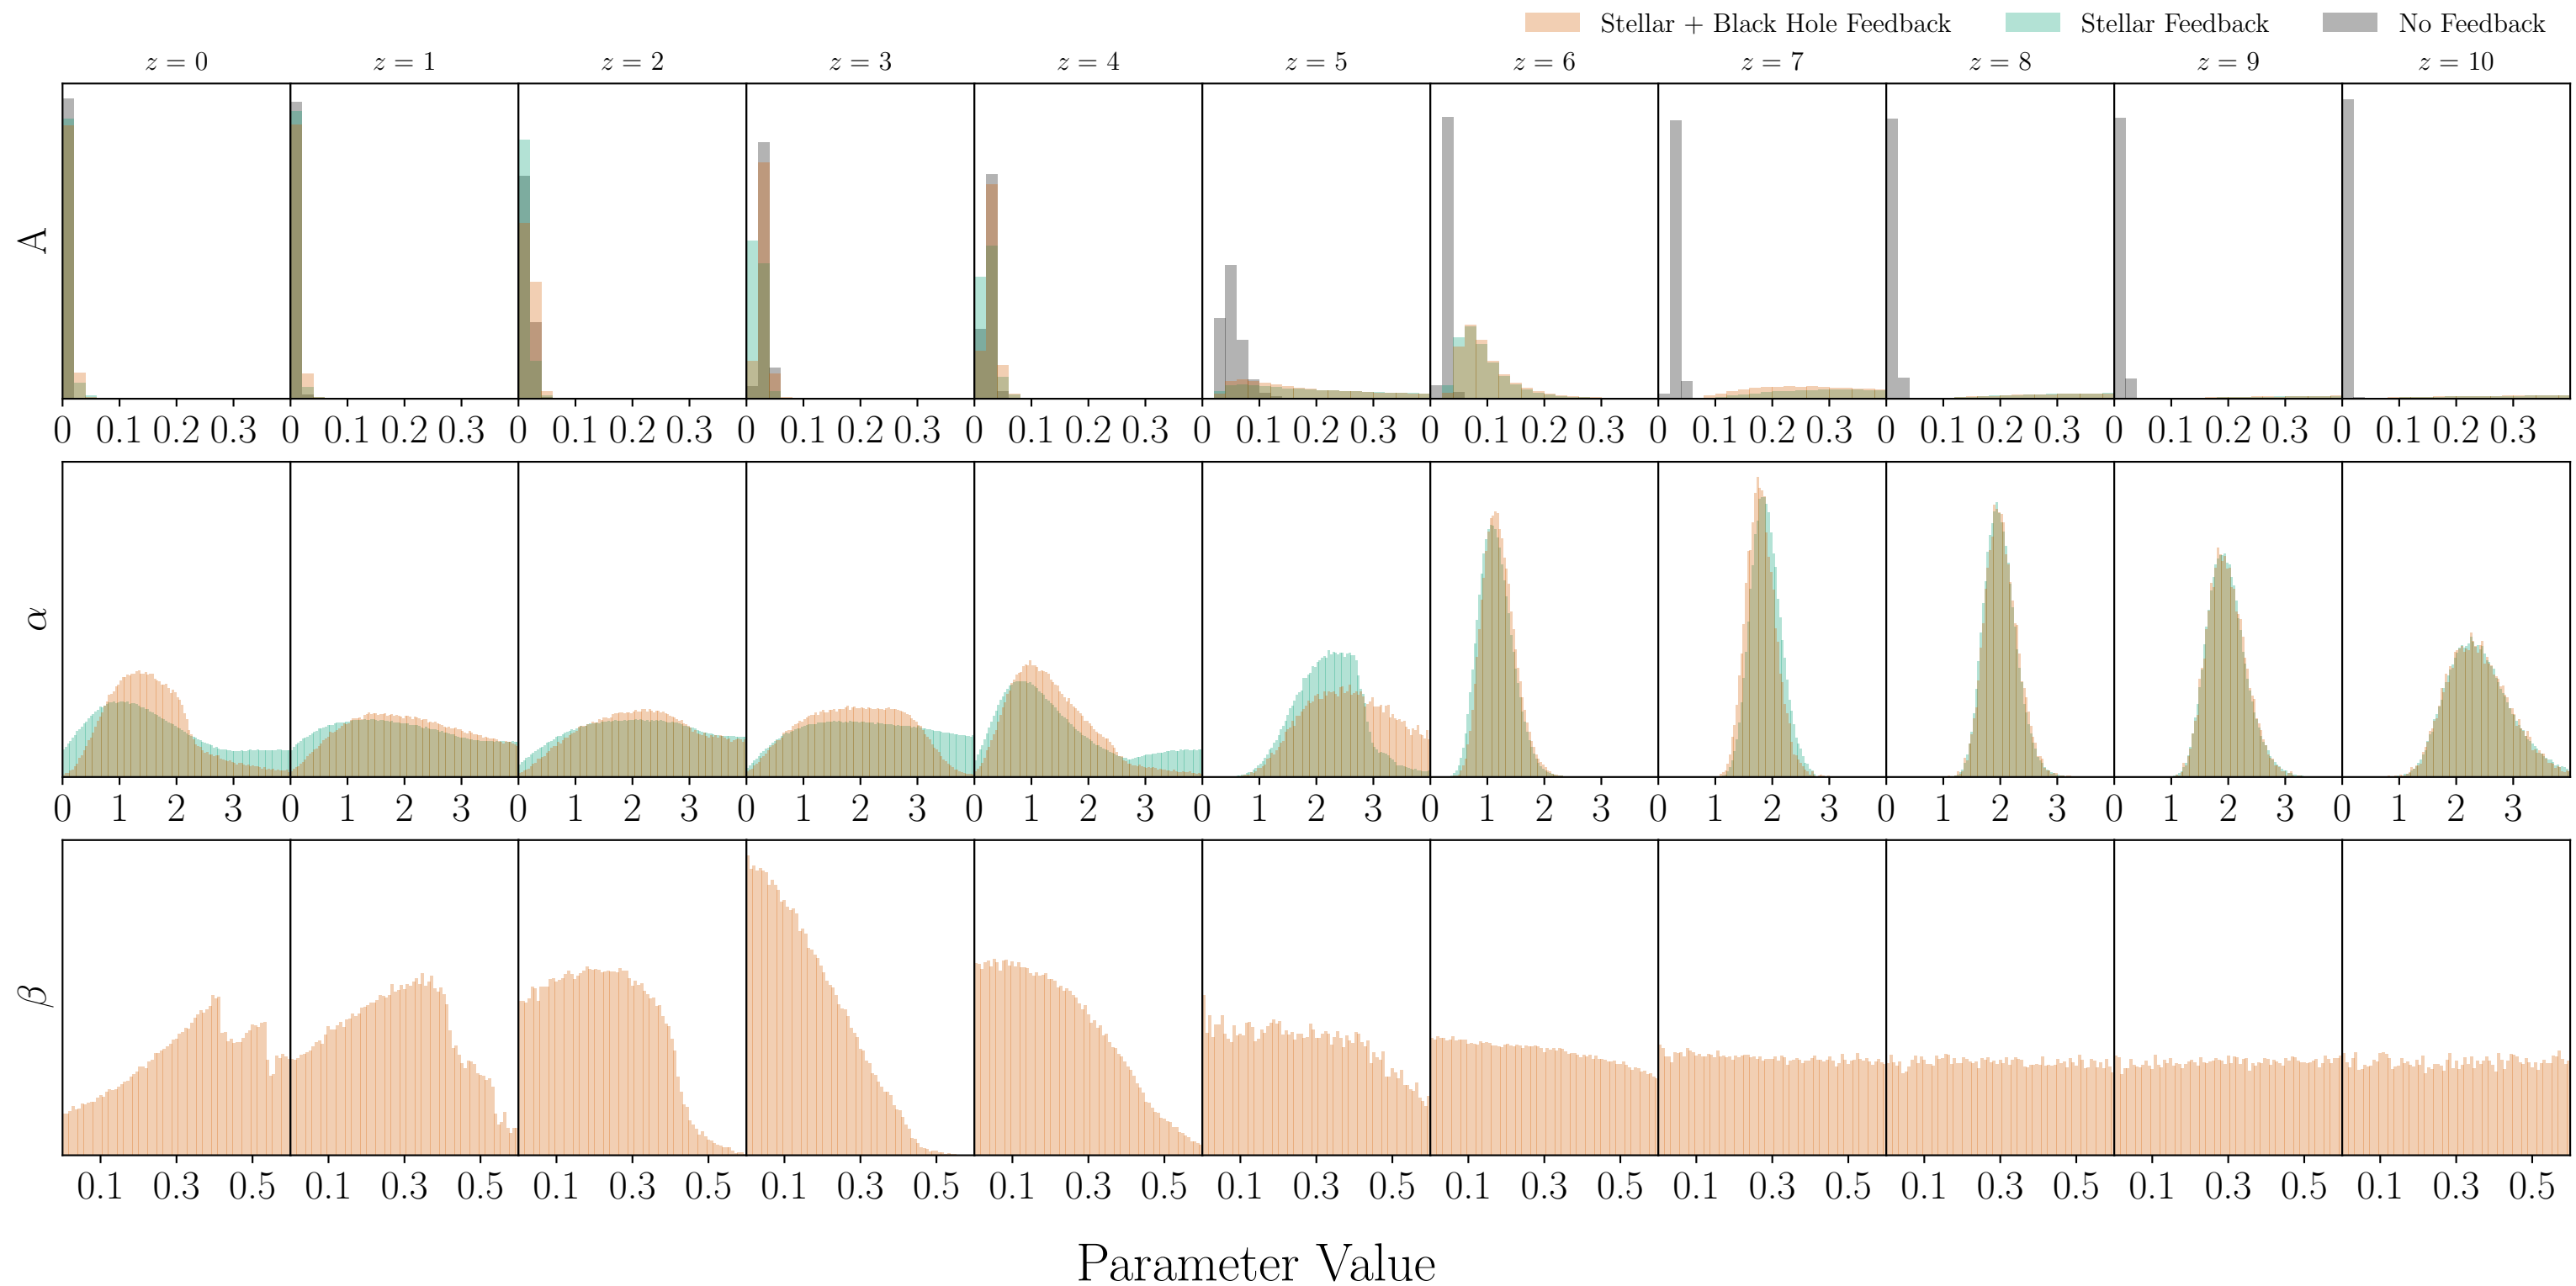 Stellar + Black Hole Feedback Stellar Feedback No Feedback
z = 0 z = 1 z = 2 z = 3 z = 4 z = 5 z = 6 z = 7 z = 8 z = 9 z = 10
A
0 0.1 0.2 0.3 0 0.1 0.2 0.3 0 0.1 0.2 0.3 0 0.1 0.2 0.3 0 0.1 0.2 0.3 0 0.1 0.2 0.3 0 0.1 0.2 0.3 0 0.1 0.2 0.3 0 0.1 0.2 0.3 0 0.1 0.2 0.3 0 0.1 0.2 0.3
α
0 1 2 3 0 1 2 3 0 1 2 3 0 1 2 3 0 1 2 3 0 1 2 3 0 1 2 3 0 1 2 3 0 1 2 3 0 1 2 3 0 1 2 3
β
0.1 0.3 0.5 0.1 0.3 0.5 0.1 0.3 0.5 0.1 0.3 0.5 0.1 0.3 0.5 0.1 0.3 0.5 0.1 0.3 0.5 0.1 0.3 0.5 0.1 0.3 0.5 0.1 0.3 0.5 0.1 0.3 0.5
Parameter Value